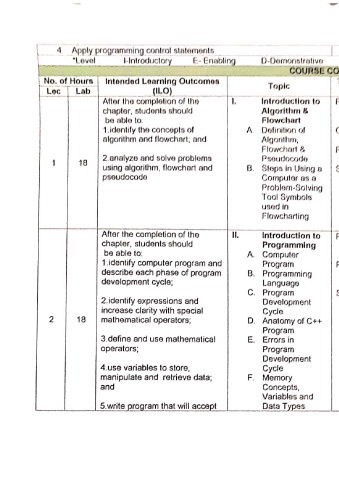 4 Apply programming control statements
*Level I-Introductory E- Enabling D-Demonstrative
COURSE CO
No. of Hours
Lec Lab
Intended Learning Outcomes
(ILO)
Topic
1
18
After the completion of the
chapter, students should
be able to:
1.identify the concepts of
algorithm and flowchart; and
2.analyze and solve problems
using algorithm, flowchart and
pseudocode
I. Introduction to
Algorithm &
Flowchart
A. Definition of
Algorithm,
Flowchart &
Pseudocode
B. Steps in Using a
Computer as a
Problem-Solving
Tool Symbols
used in
Flowcharting
2
18
After the completion of the
chapter, students should
be able to:
1.identify computer program and
describe each phase of program
development cycle;
2.identify expressions and
increase clarity with special
mathematical operators;
3.define and use mathematical
operators;
4.use variables to store,
manipulate and retrieve data;
and
5.write program that will accept
II. Introduction to
Programming
A. Computer
Program
B. Programming
Language
C. Program
Development
Cycle
D. Anatomy of C++
Program
E. Errors in
Program
Development
Cycle
F. Memory
Concepts,
Variables and
Data Types